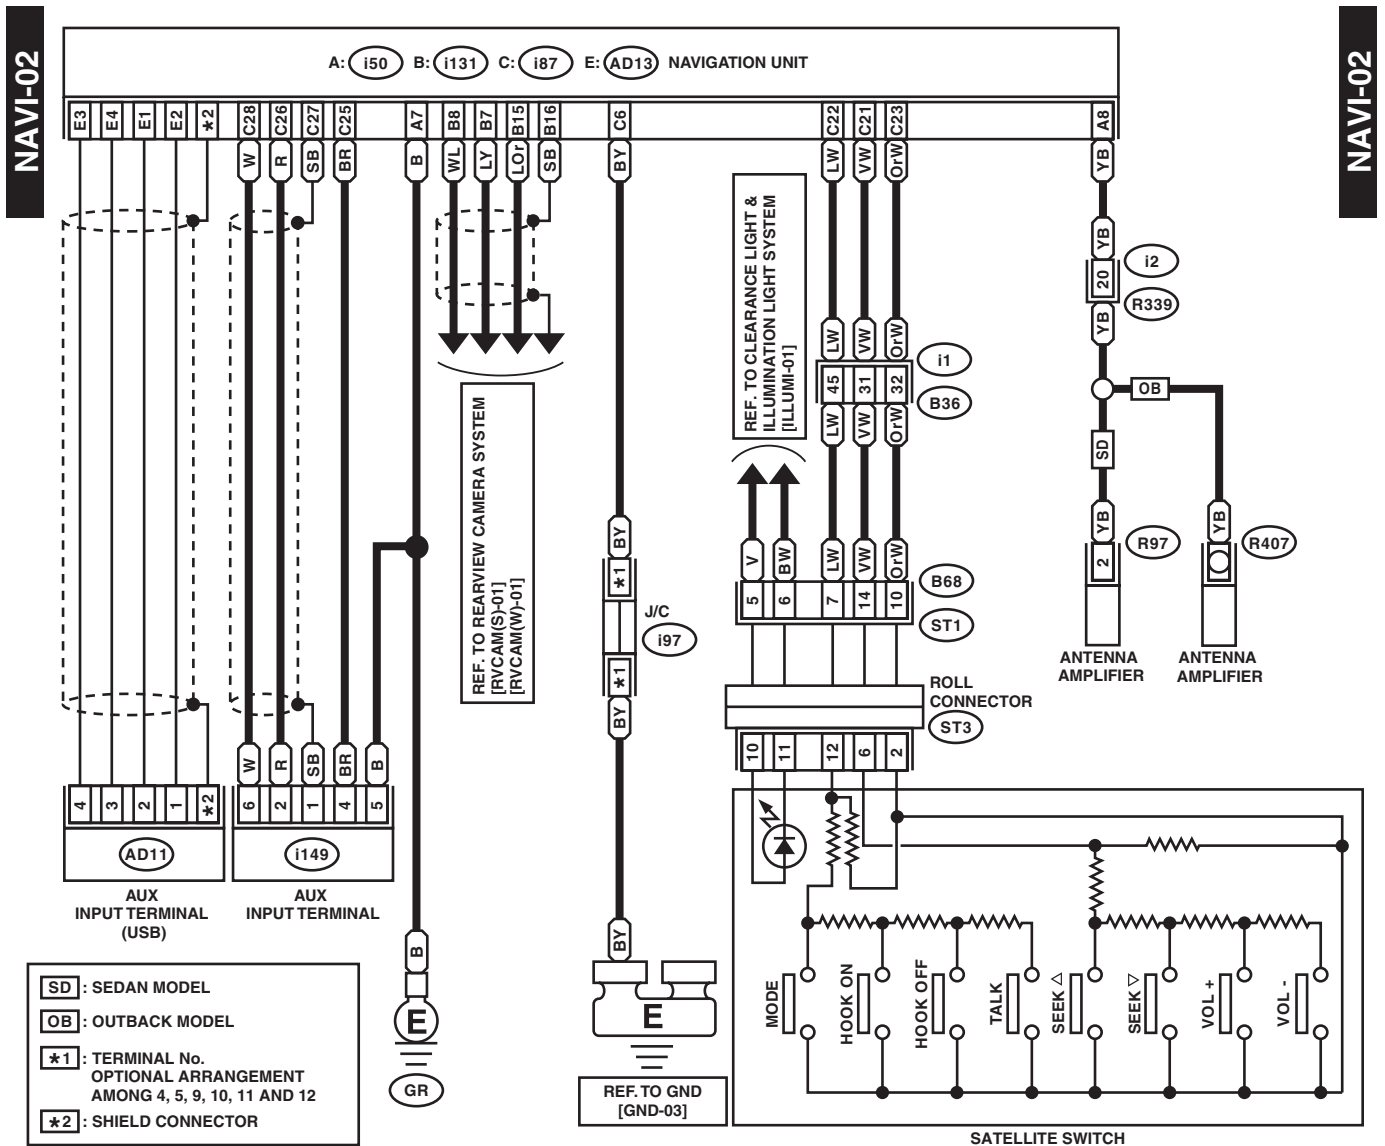 NAVI-02
NAVI-02
A: i50 B: i131 C: i87 E: AD13 NAVIGATION UNIT
E3 E4 E1 E2 *2 C28 C26 C27 C25 A7 B8 B7 B15 B16 C6 C22 C21 C23 A8
W R SB BR B WL LY LOr SB BY LW VW OrW YB
REF. TO CLEARANCE LIGHT &
ILLUMINATION LIGHT SYSTEM
[ILLUMI-01]
YB
20
i2
R339
YB
LW VW OrW
45 31 32
i1
B36
LW VW OrW
OB
SD
REF. TO REARVIEW CAMERA SYSTEM
[RVCAM(S)-01]
[RVCAM(W)-01]
BY
*1
J/C
i97
*1
BY
V BW LW VW OrW
5 6 7 14 10
B68
ST1
YB
2
R97
YB
R407
ANTENNA
AMPLIFIER
ANTENNA
AMPLIFIER
ROLL
CONNECTOR
ST3
10 11 12 6 2
W R SB BR B
4 3 2 1 *2
6 2 1 4 5
AD11
i149
AUX
INPUT TERMINAL
(USB)
AUX
INPUT TERMINAL
B
E
GR
BY
E
REF. TO GND
[GND-03]
MODE
HOOK ON
HOOK OFF
TALK
SEEK △
SEEK ▽
VOL +
VOL -
SATELLITE SWITCH
SD : SEDAN MODEL
OB : OUTBACK MODEL
*1 : TERMINAL No.
OPTIONAL ARRANGEMENT
AMONG 4, 5, 9, 10, 11 AND 12
*2 : SHIELD CONNECTOR